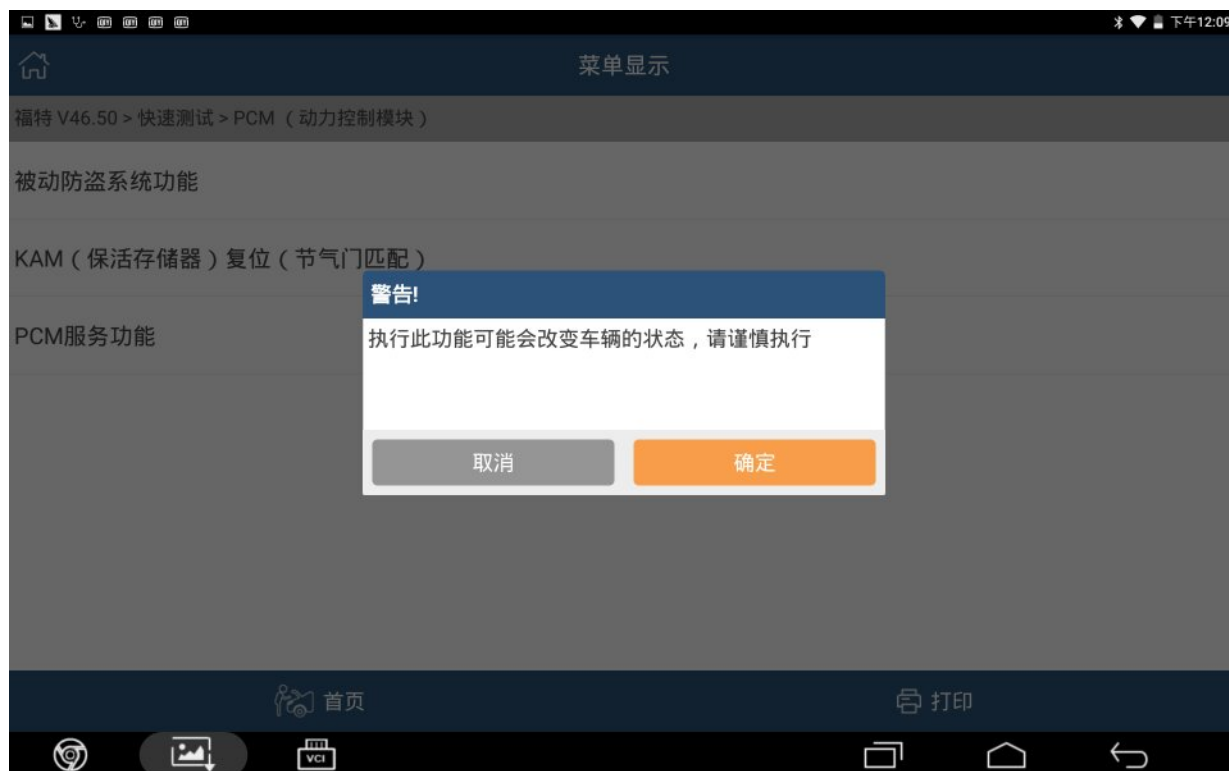 下午12:09
菜单显示
福特 V46.50 > 快速测试 > PCM （动力控制模块）
被动防盗系统功能
KAM（保活存储器）复位（节气门匹配）
警告!
PCM服务功能
执行此功能可能会改变车辆的状态，请谨慎执行
取消
确定
首页
打印
VCI